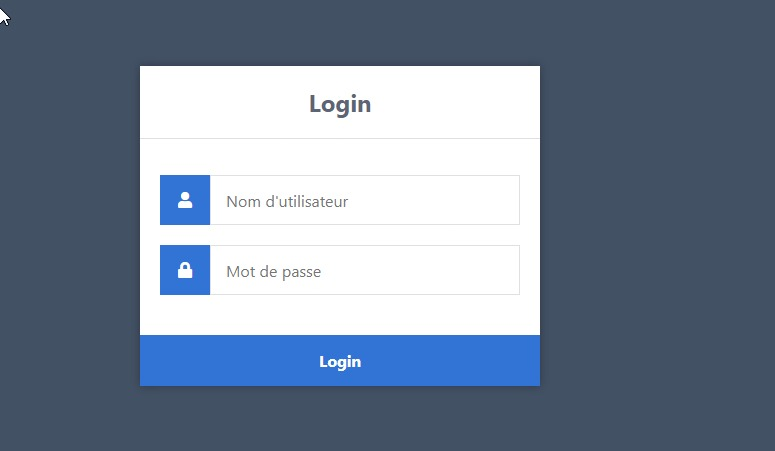 Login
Nom d'utilisateur
Mot de passe
Login